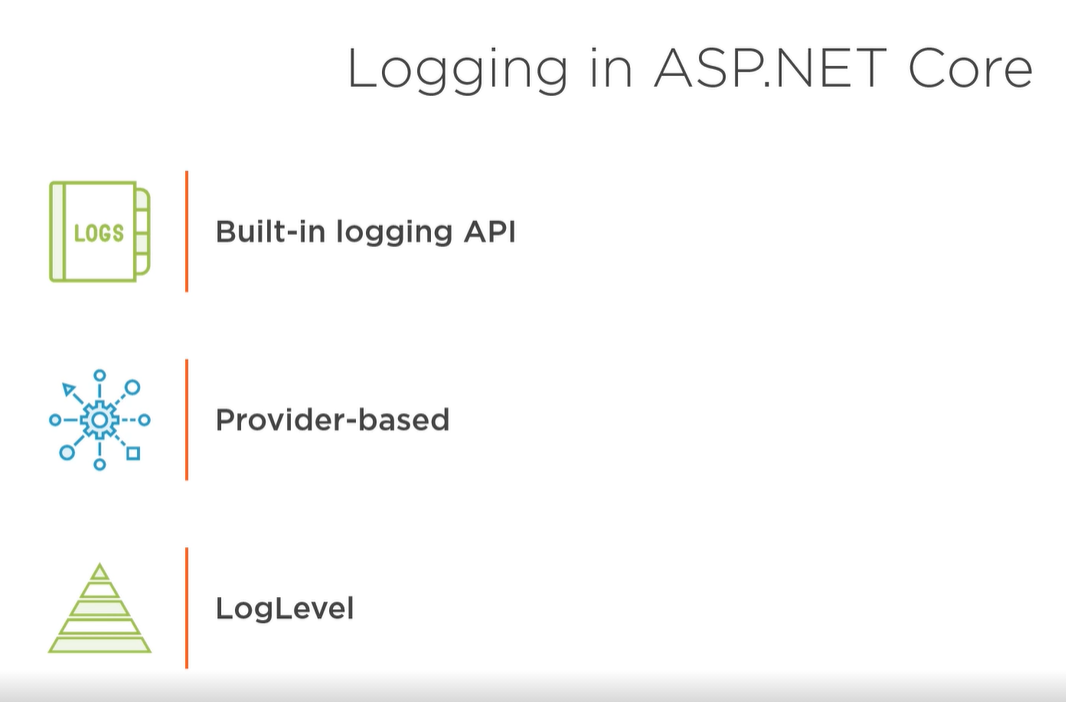 Logging in ASP.NET Core
LOGS
Built-in logging API
Provider-based
LogLevel